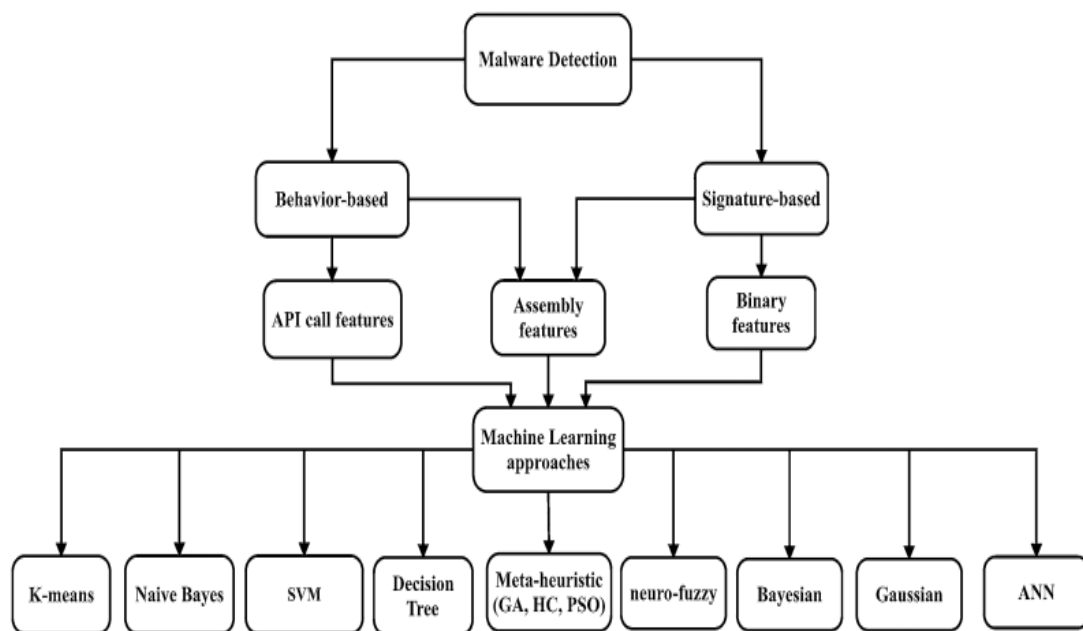 Malware Detection
Behavior-based
Signature-based
API call features
Assembly
features
Binary
features
Machine Learning
approaches
K-means
Naive Bayes
SVM
Decision
Tree
Meta-heuristic
(GA, HC, PSO)
neuro-fuzzy
Bayesian
Gaussian
ANN